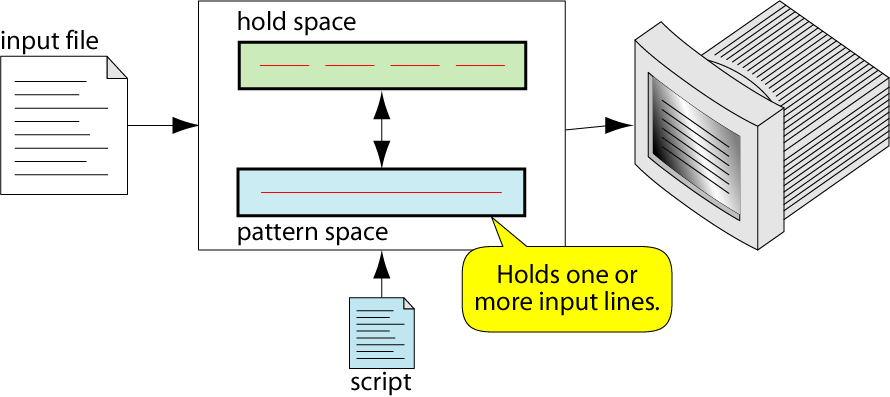 input file
hold space
pattern space
Holds one or
more input lines.
script